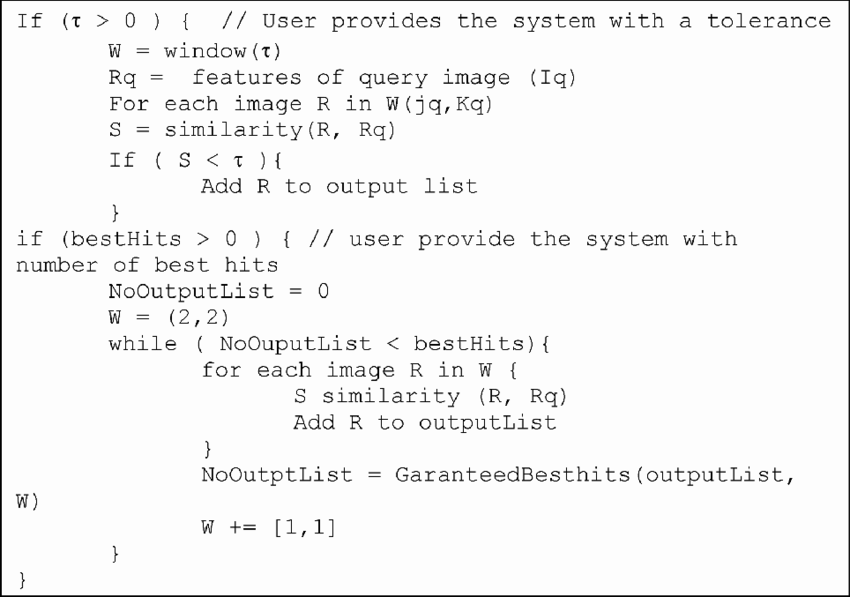 If (τ > 0 ) {  // User provides the system with a tolerance
W = window(τ)
Rq =  features of query image (Iq)
For each image R in W(jq,Kq)
S = similarity(R, Rq)
If ( S < τ ){
Add R to output list
}
if (bestHits > 0 ) { // user provide the system with
number of best hits
NoOutputList = 0
W = (2,2)
while ( NoOuputList < bestHits){
for each image R in W {
S similarity (R, Rq)
Add R to outputList
}
NoOutptList = GaranteedBesthits(outputList,
W)
W += [1,1]
}
}